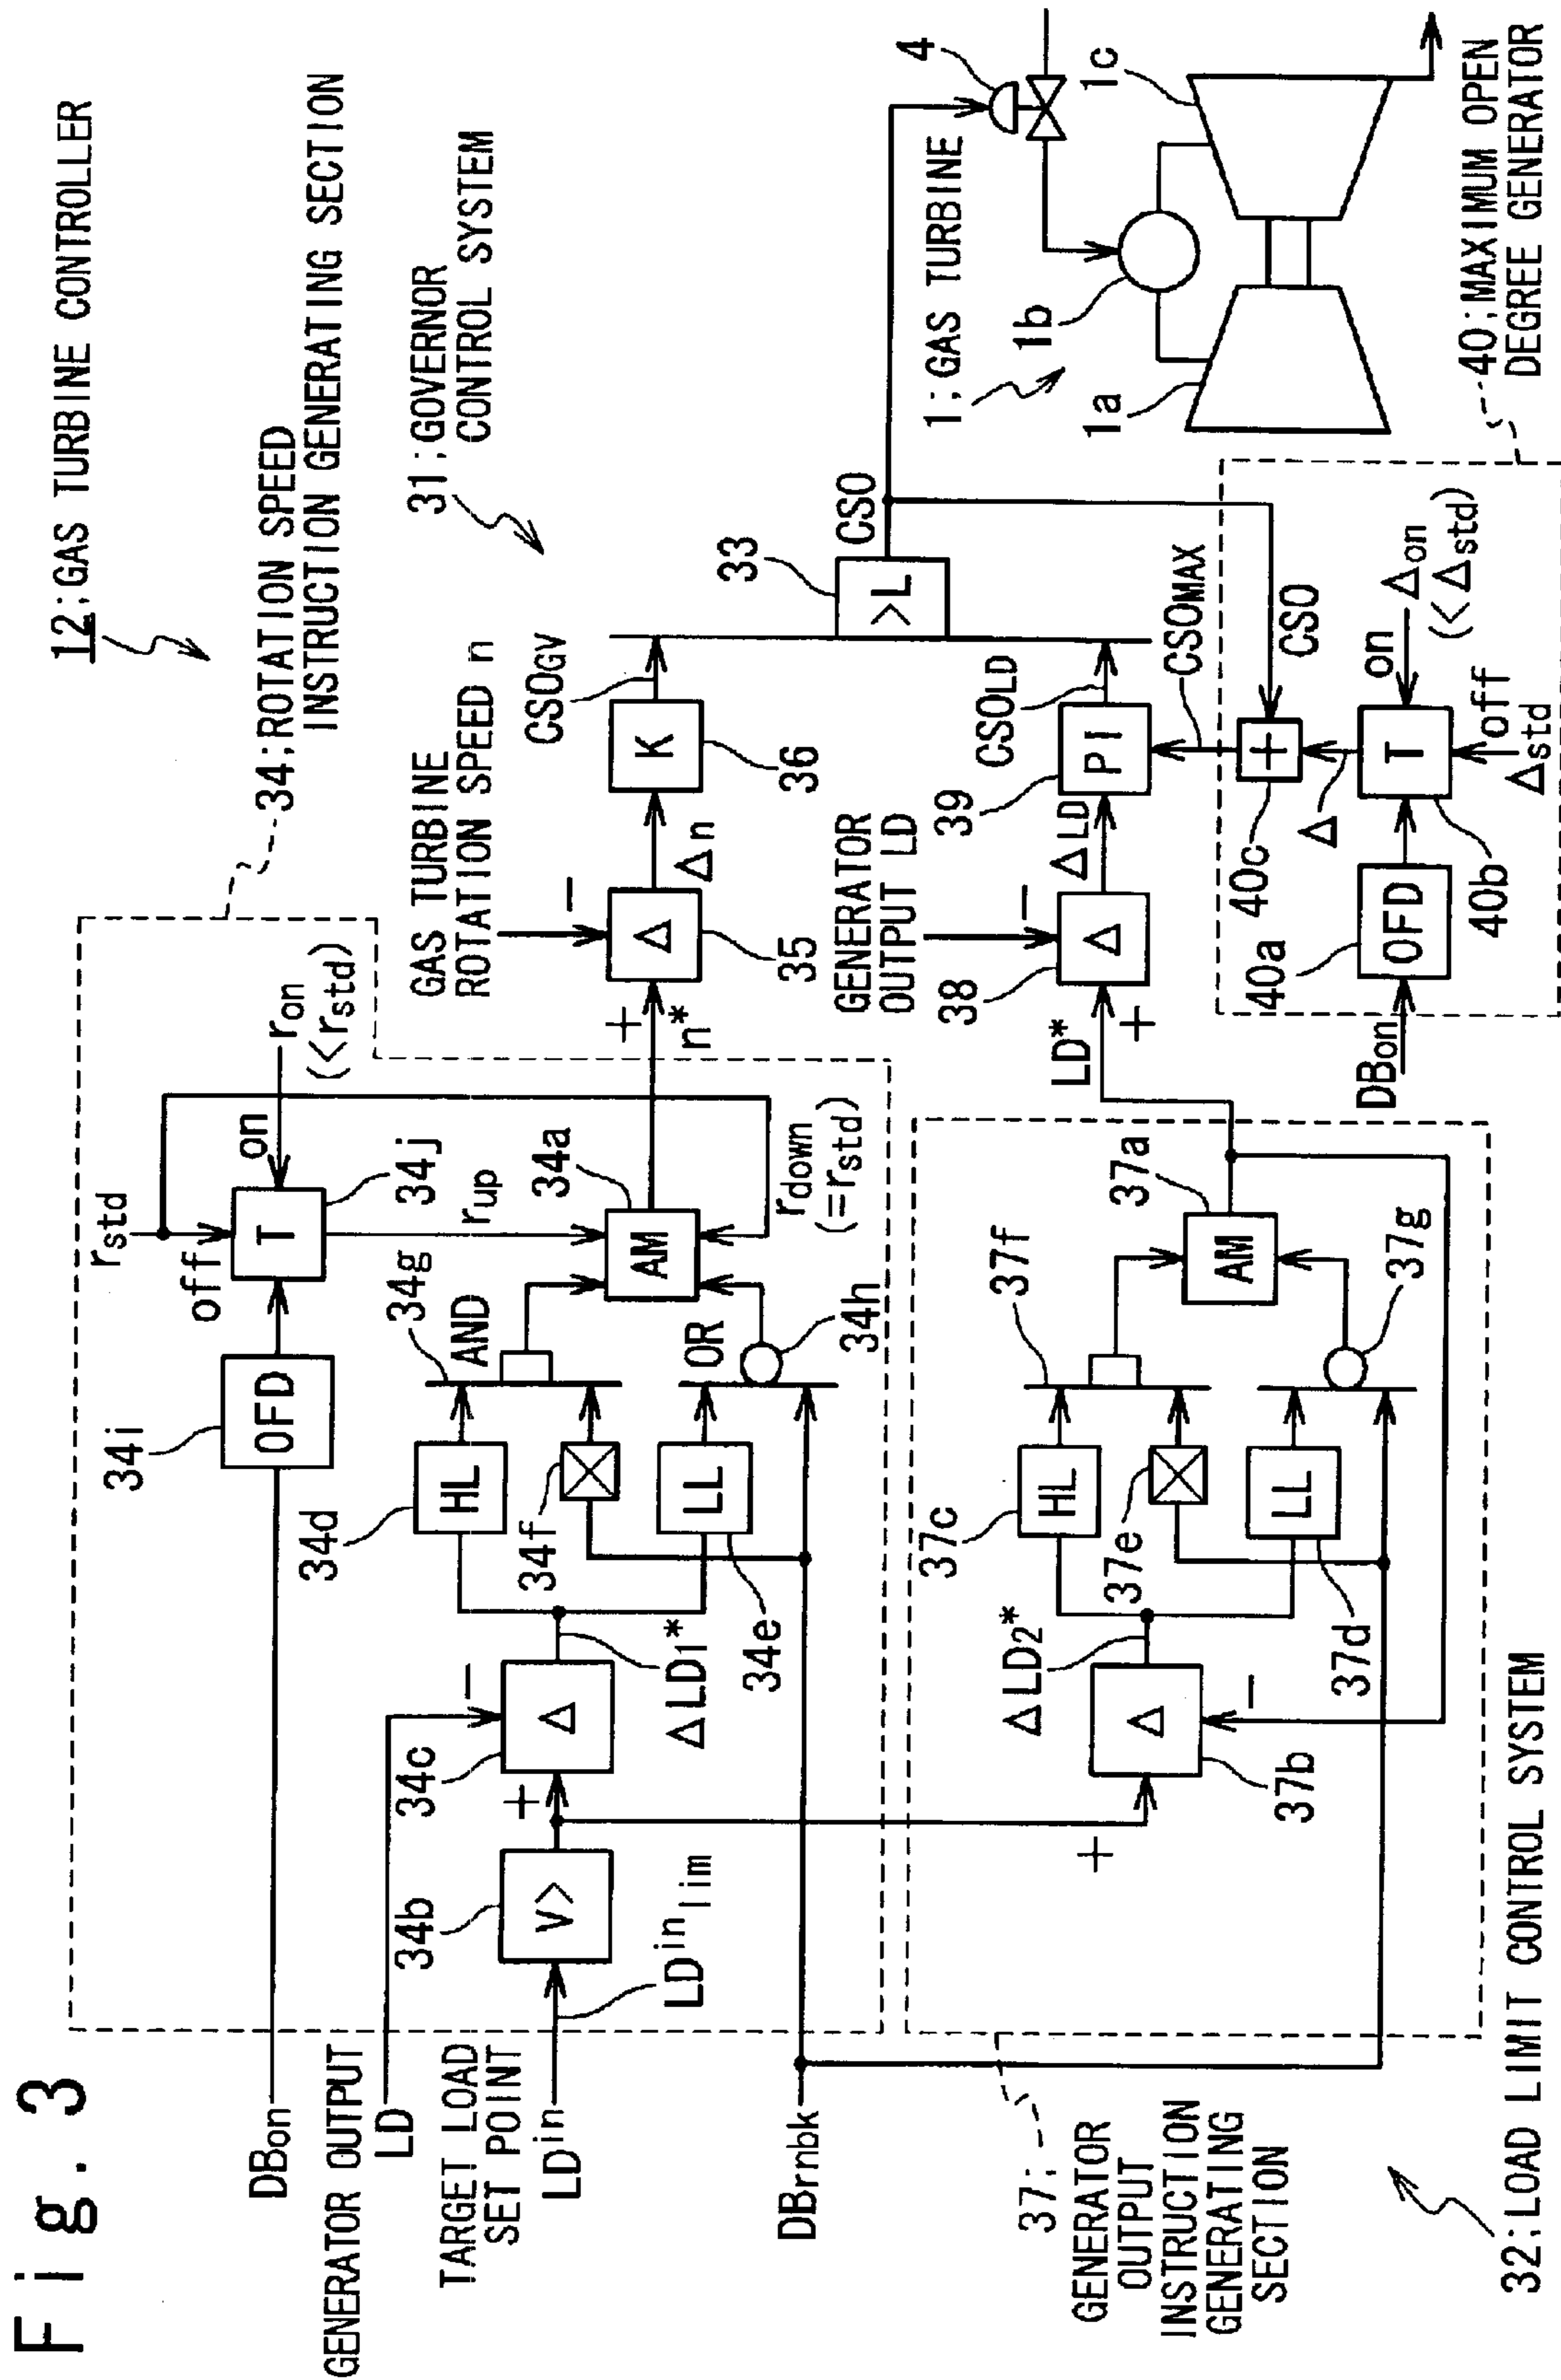 Fig. 3
12;GAS TURBINE CONTROLLER
34;ROTATION SPEED
INSTRUCTION GENERATING SECTION
31;GOVERNOR
CONTROL SYSTEM
DBon
GENERATOR OUTPUT
LD
TARGET LOAD
SET POINT
LDin
LDin lim
DBrnbk
34i
OFD
rstd
off
on
T
ron
(<rstd)
34j
rup
34a
AM
rdown
(=rstd)
34b
V>
34c
+
Δ
−
ΔLD1*
34d
HL
34f
34e
LL
34g
AND
OR
34h
GAS TURBINE
ROTATION SPEED n
+
n*
−
Δ
35
Δn
K
36
CSOGV
33
>L
CSO
4
1;GAS TURBINE
1a
1b
1c
37;
GENERATOR
OUTPUT
INSTRUCTION
GENERATING
SECTION
+
Δ
−
37b
ΔLD2*
37c
HL
37e
37d
LL
37f
37a
AM
37g
LD*
+
GENERATOR
OUTPUT LD
−
38
Δ
ΔLD
39
PI
CSOLD
CSOMAX
CSO
40c
+
Δ
40a
OFD
DBon
40b
T
on
Δon
(<Δstd)
off
Δstd
40;MAXIMUM OPEN
DEGREE GENERATOR
32;LOAD LIMIT CONTROL SYSTEM